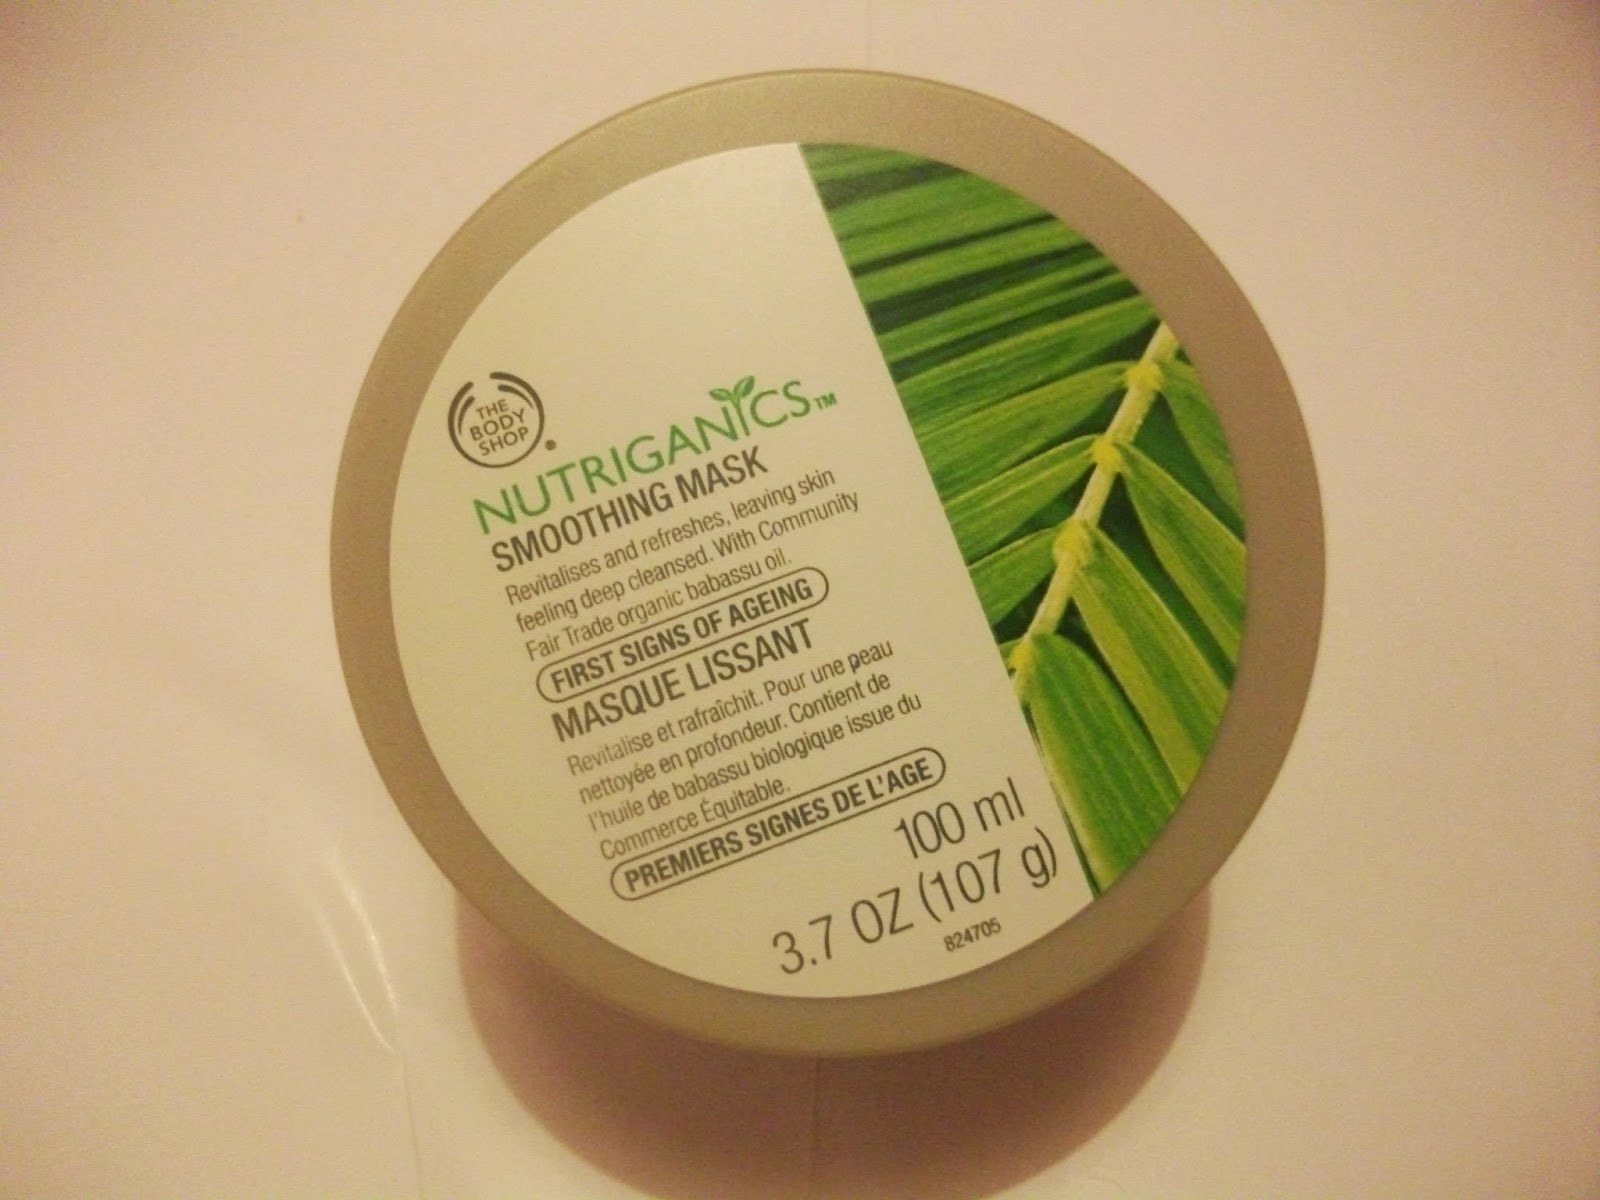 THE
BODY
SHOP®
NUTRIGANICS™
SMOOTHING MASK
Revitalises and refreshes, leaving skin
feeling deep cleansed. With Community
Fair Trade organic babassu oil.
FIRST SIGNS OF AGEING
MASQUE LISSANT
Revitalise et rafraîchit. Pour une peau
nettoyée en profondeur. Contient de
l'huile de babassu biologique issue du
Commerce Équitable.
PREMIERS SIGNES DE L'AGE
100 ml
3.7 OZ (107 g)
824705